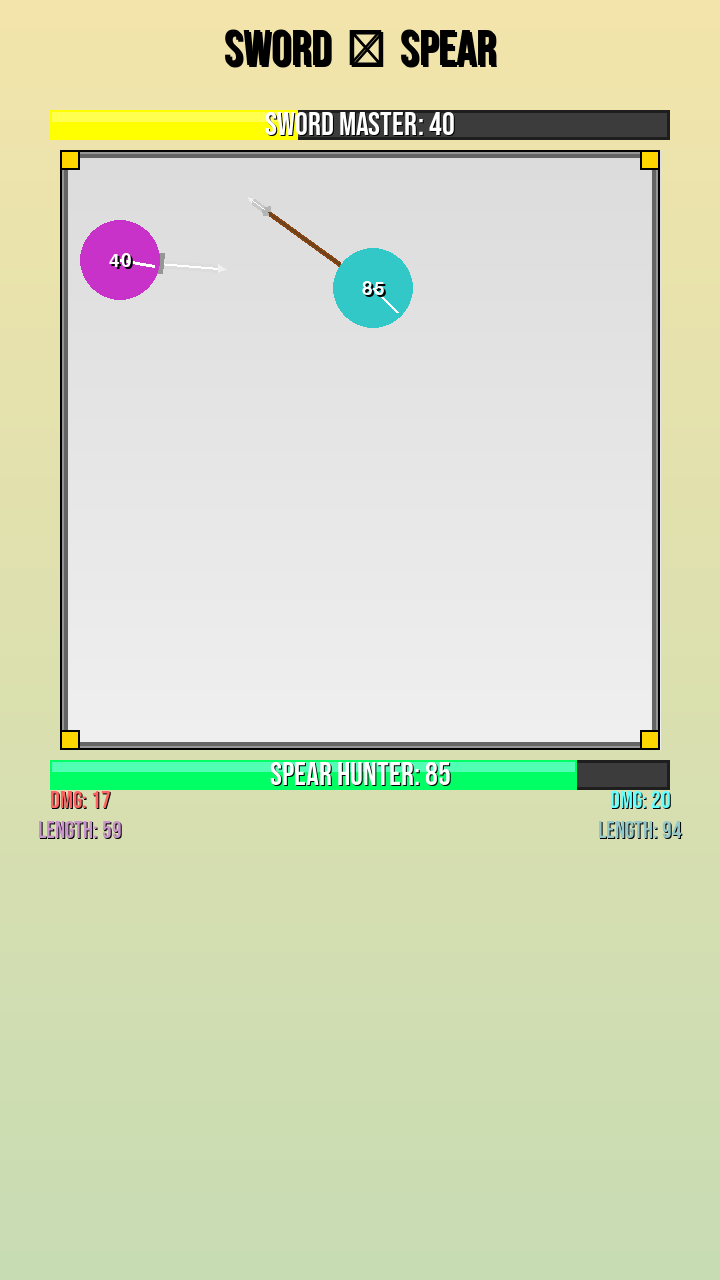 SWORD ☒ SPEAR
SWORD MASTER: 40
40
85
SPEAR HUNTER: 85
DMG: 17
DMG: 20
LENGTH: 59
LENGTH: 94